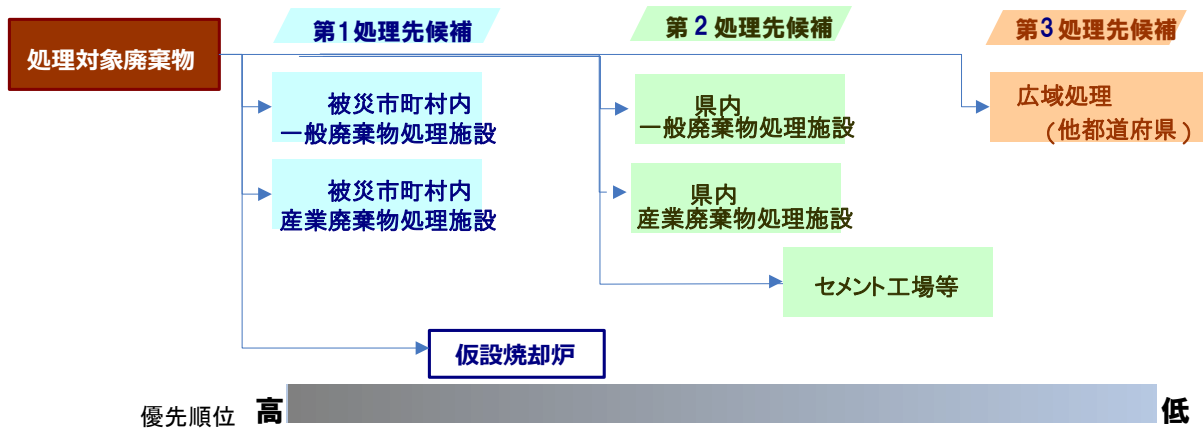 処理対象廃棄物
第1処理先候補
第2処理先候補
第3処理先候補
被災市町村内
一般廃棄物処理施設
県内
一般廃棄物処理施設
広域処理
(他都道府県)
被災市町村内
産業廃棄物処理施設
県内
産業廃棄物処理施設
セメント工場等
仮設焼却炉
優先順位 高 低